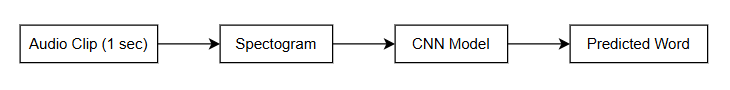 Audio Clip (1 sec)
Spectogram
CNN Model
Predicted Word